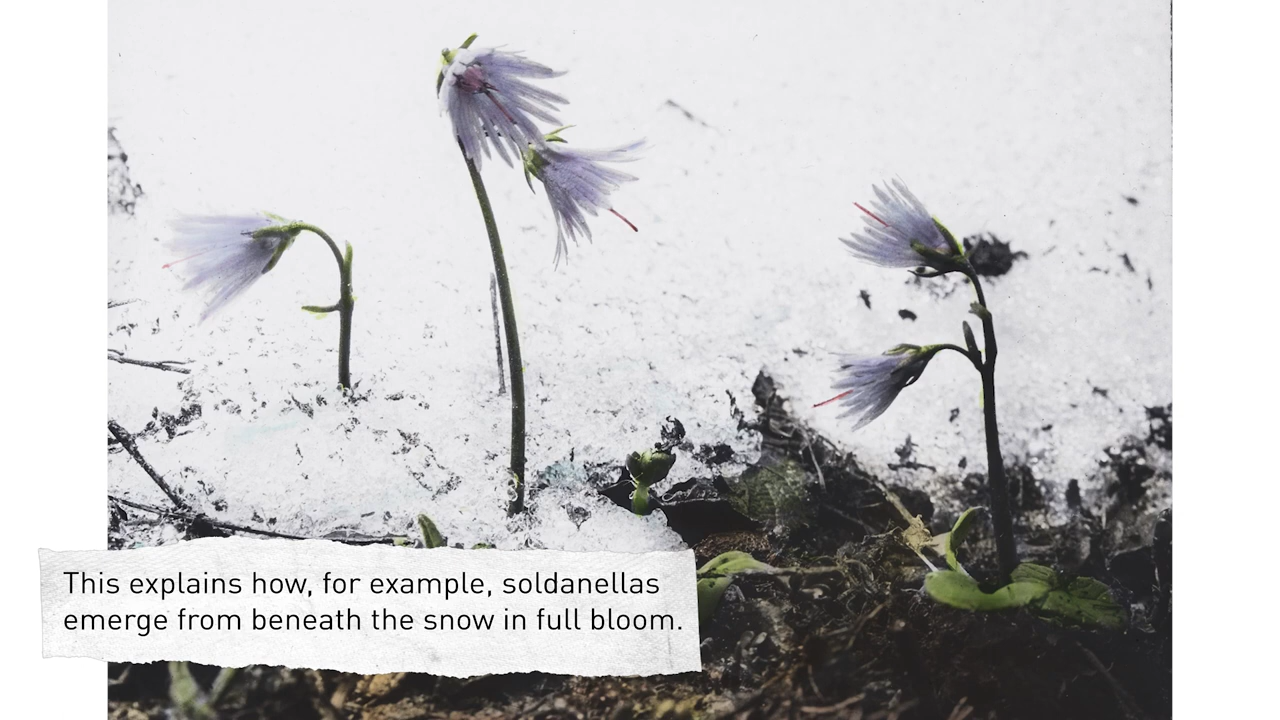 This explains how, for example, soldanellas
emerge from beneath the snow in full bloom.